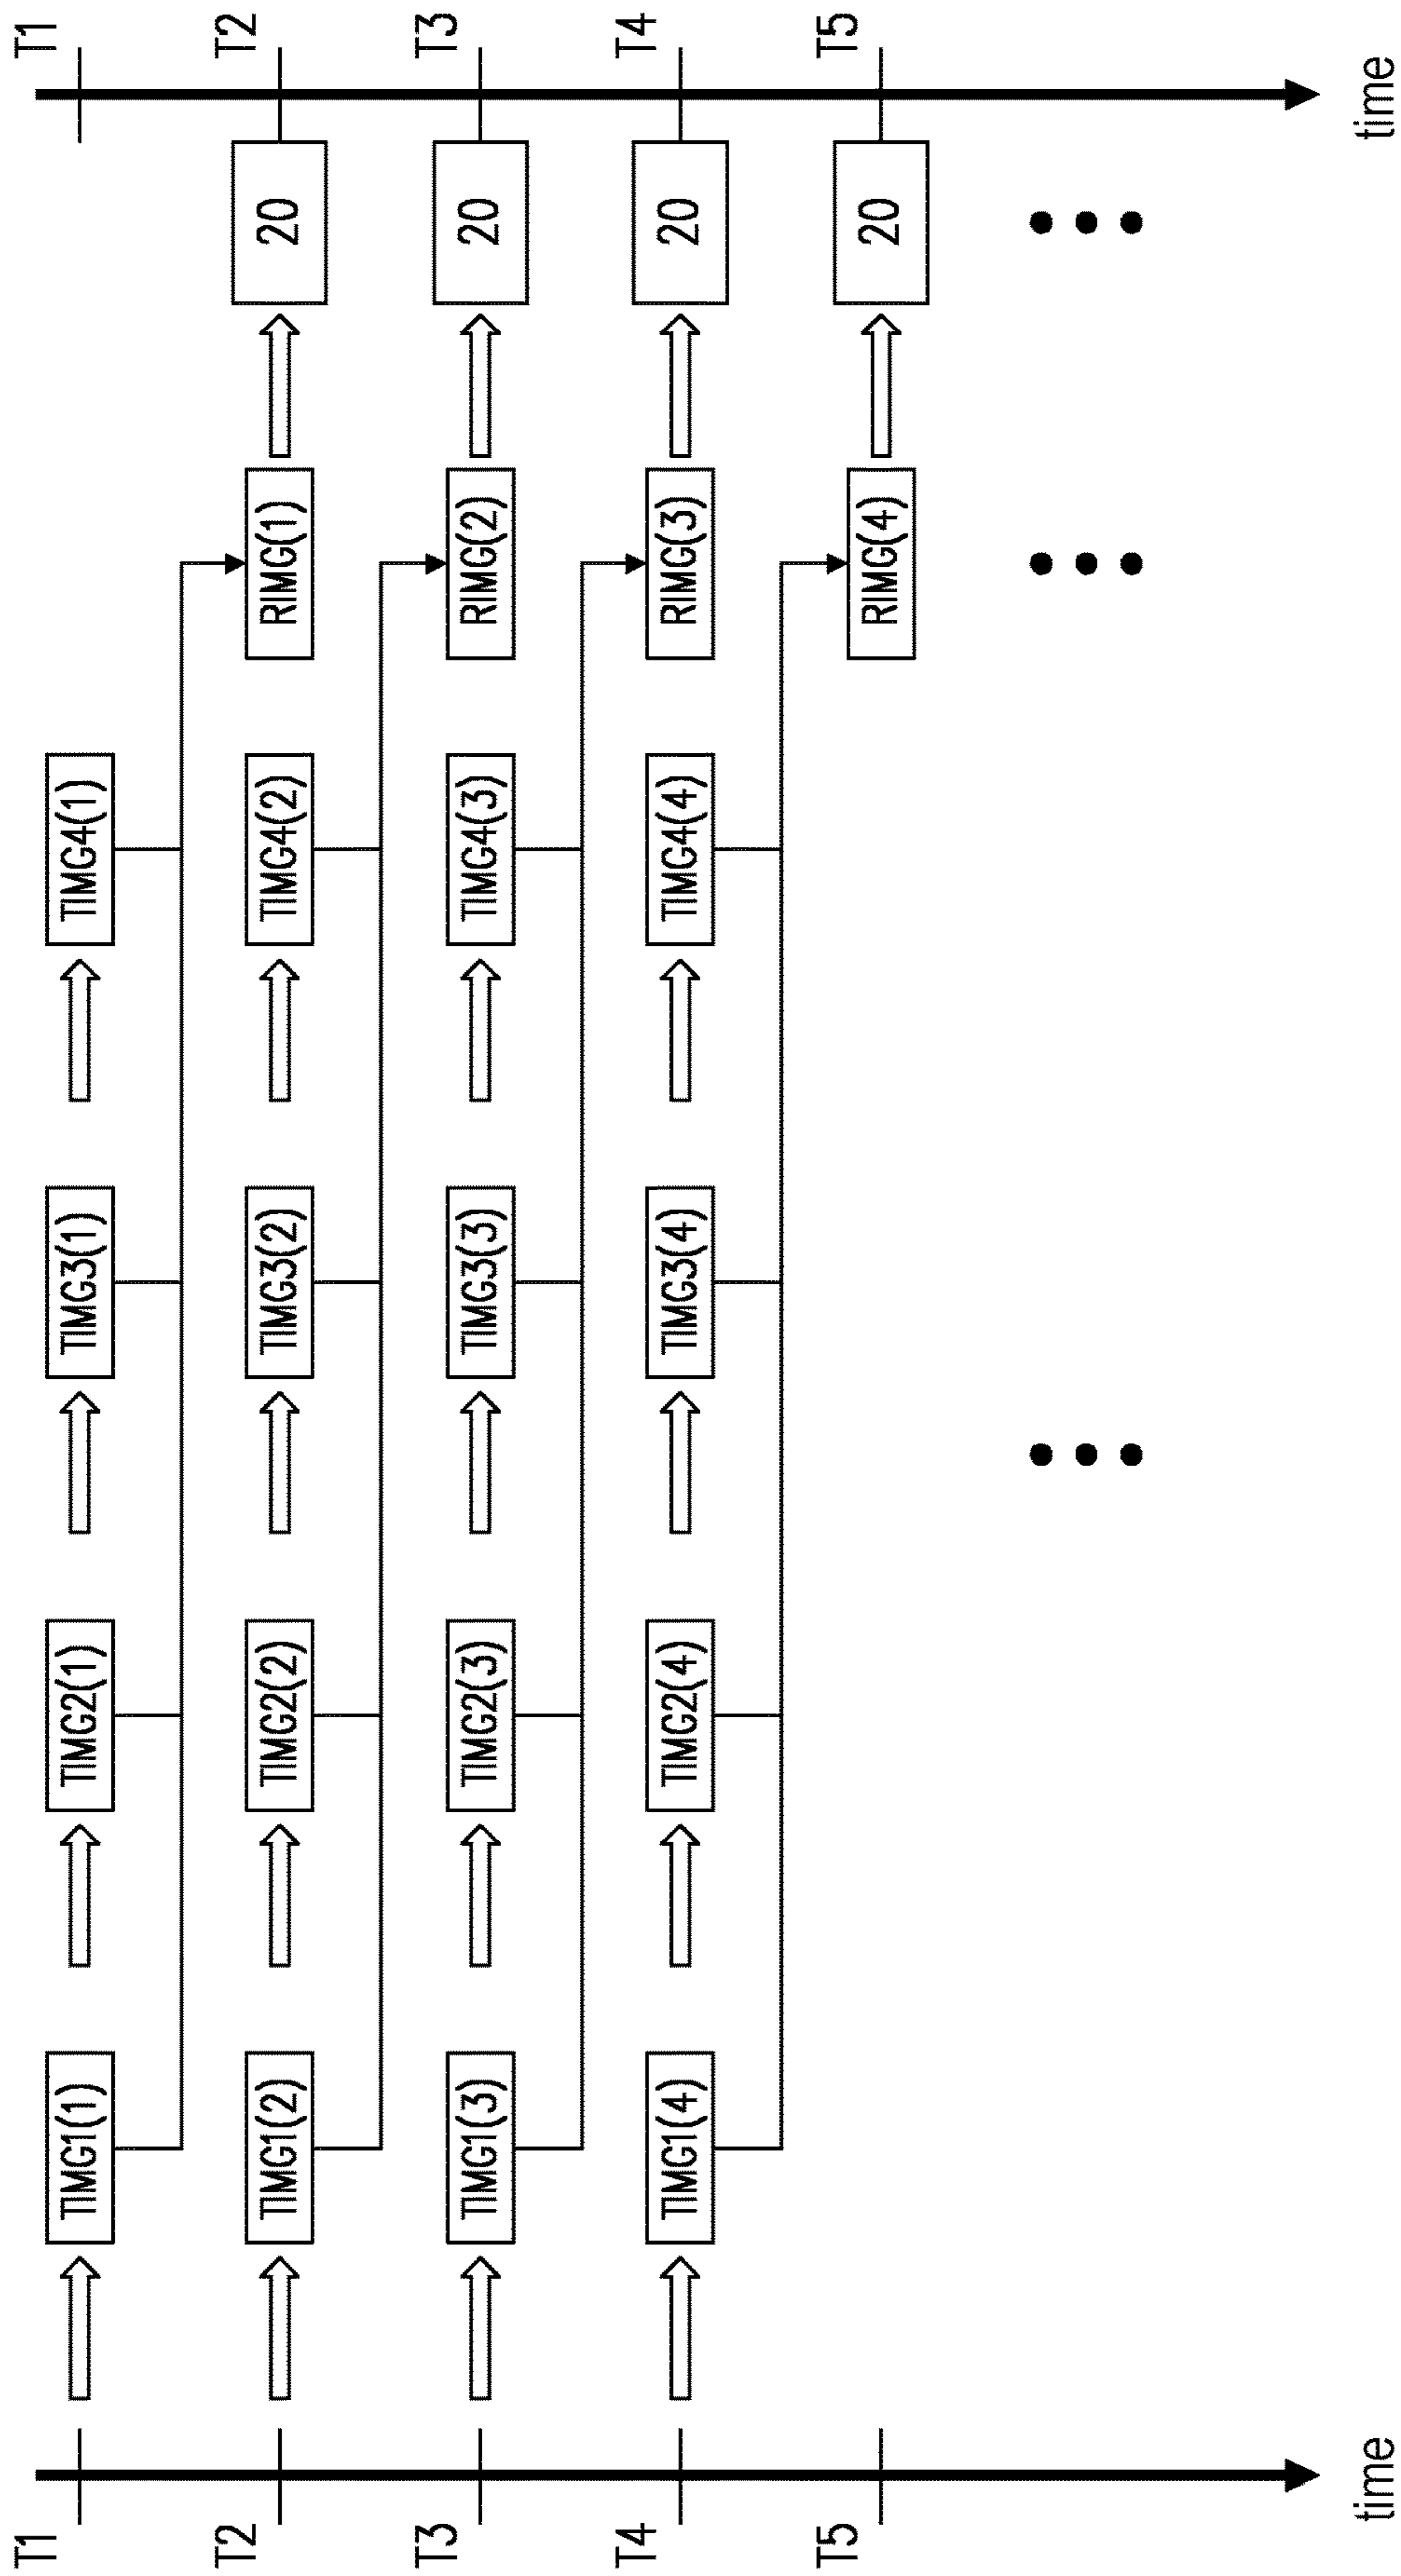 T1
TIMG1(1)
TIMG2(1)
TIMG3(1)
TIMG4(1)
T1
T2
TIMG1(2)
TIMG2(2)
TIMG3(2)
TIMG4(2)
RIMG(1)
20
T2
T3
TIMG1(3)
TIMG2(3)
TIMG3(3)
TIMG4(3)
RIMG(2)
20
T3
T4
TIMG1(4)
TIMG2(4)
TIMG3(4)
TIMG4(4)
RIMG(3)
20
T4
T5
RIMG(4)
20
T5
time
time